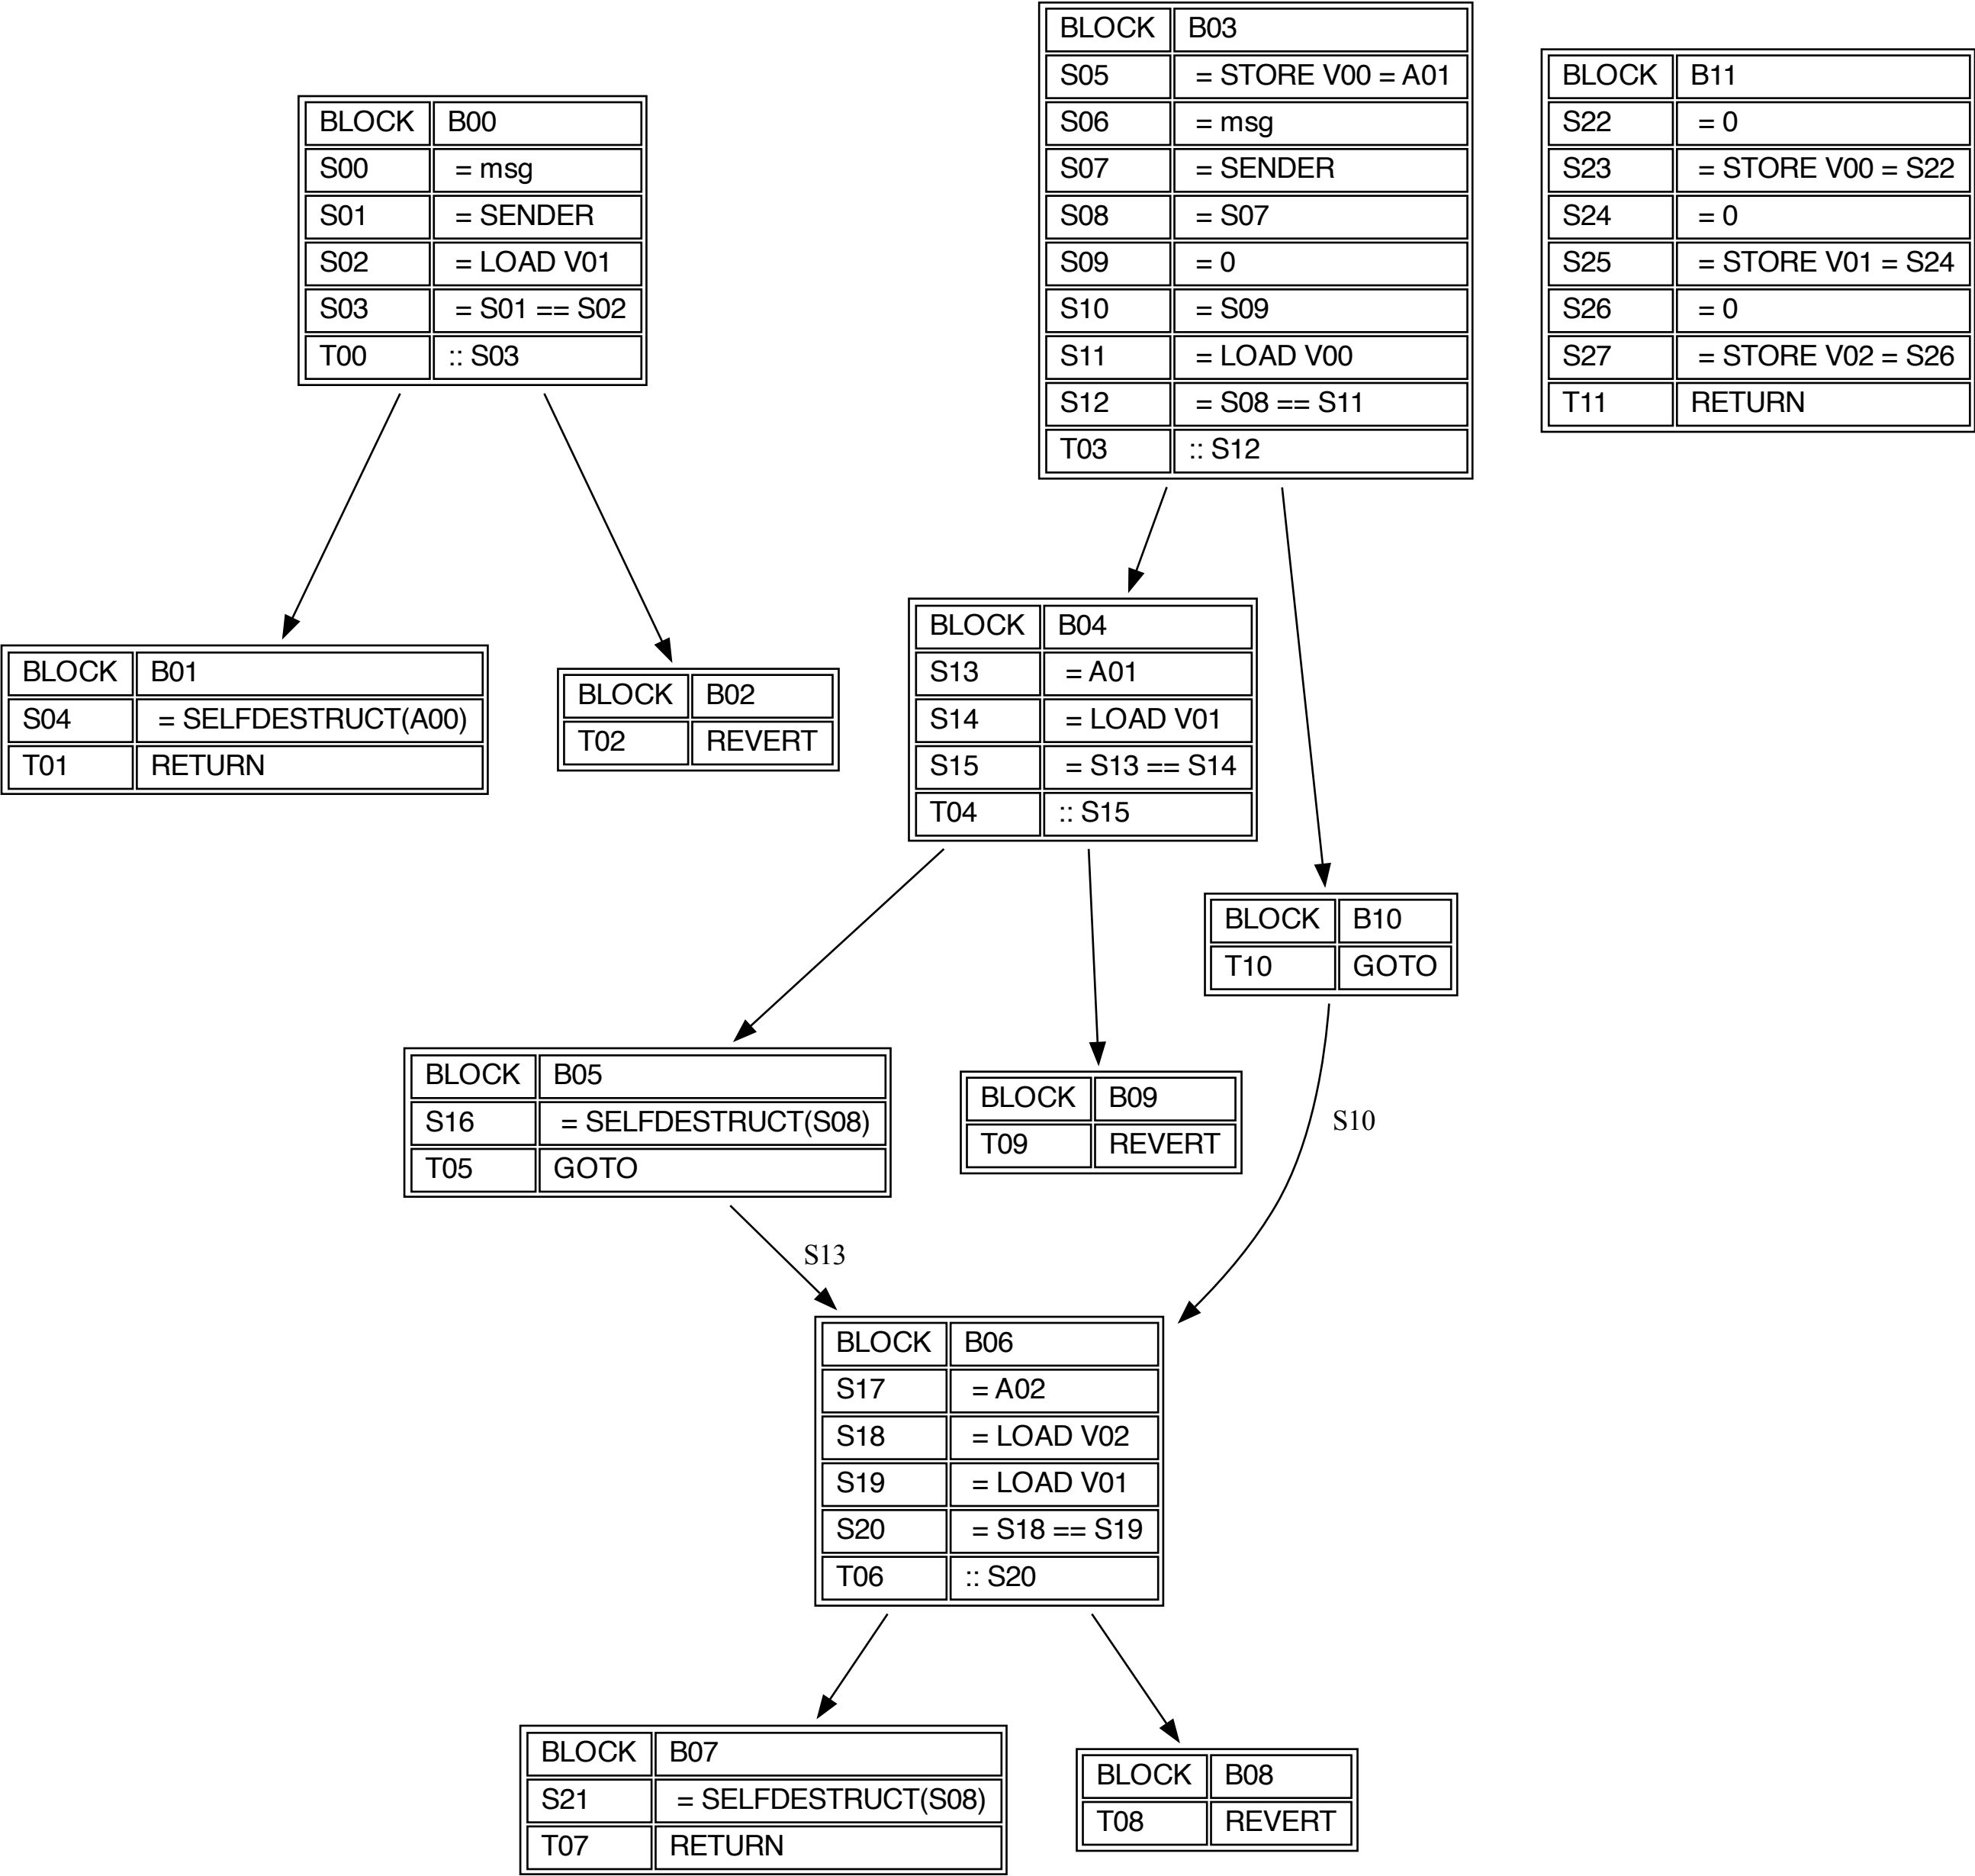 BLOCK B00
S00 = msg
S01 = SENDER
S02 = LOAD V01
S03 = S01 == S02
T00 :: S03
BLOCK B03
S05 = STORE V00 = A01
S06 = msg
S07 = SENDER
S08 = S07
S09 = 0
S10 = S09
S11 = LOAD V00
S12 = S08 == S11
T03 :: S12
BLOCK B11
S22 = 0
S23 = STORE V00 = S22
S24 = 0
S25 = STORE V01 = S24
S26 = 0
S27 = STORE V02 = S26
T11 RETURN
BLOCK B01
S04 = SELFDESTRUCT(A00)
T01 RETURN
BLOCK B02
T02 REVERT
BLOCK B04
S13 = A01
S14 = LOAD V01
S15 = S13 == S14
T04 :: S15
BLOCK B10
T10 GOTO
BLOCK B05
S16 = SELFDESTRUCT(S08)
T05 GOTO
BLOCK B09
T09 REVERT
S10
S13
BLOCK B06
S17 = A02
S18 = LOAD V02
S19 = LOAD V01
S20 = S18 == S19
T06 :: S20
BLOCK B07
S21 = SELFDESTRUCT(S08)
T07 RETURN
BLOCK B08
T08 REVERT